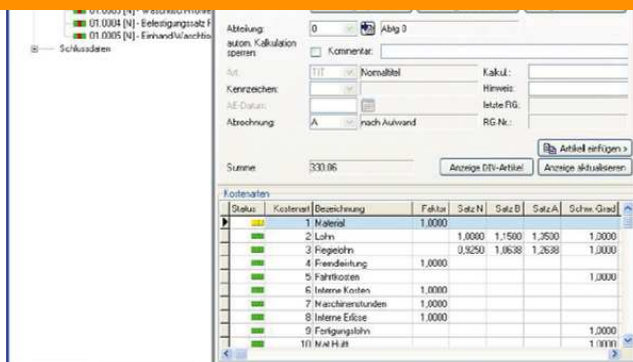 01.0004 [N] - Befestigungssatz F
01.0005 [N] - Einhand-Waschtis
Schlussdaten
Abteilung: 0 Abtg 0
autom. Kalkulation sperren: Kommentar:
Art: TIT Normaltitel Kalkul.:
Kennzeichen: Hinweis:
AE-Datum: letzte RG:
Abrechnung: A nach Aufwand RG-Nr.:
Artikel einfügen >
Summe 330.06 Anzeige DIV-Artikel Anzeige aktualisieren
Kostenarten
Status Kostenart Bezeichnung Faktor Satz N Satz B Satz A Schw. Grad
1 Material 1,0000
2 Lohn 1,0000 1,1500 1,3500 1,0000
3 Regielohn 0,9250 1,0638 1,2638 1,0000
4 Fremdleistung 1,0000
5 Fahrtkosten 1,0000
6 Interne Kosten 1,0000
7 Maschinenstunden 1,0000
8 Interne Erlöse 1,0000
9 Fertigungslohn 1,0000
10 Mat Hilft 1,0000